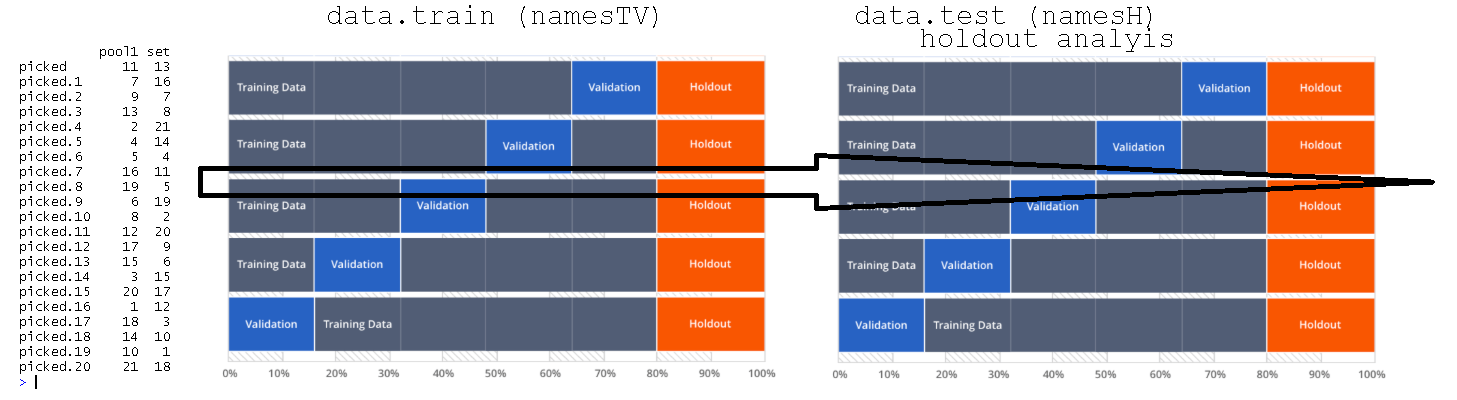 data.train (namesTV)
data.test (namesH)
holdout analyis
pool1 set
picked 11 13
picked.1 7 16
picked.2 9 7
picked.3 13 8
picked.4 2 21
picked.5 4 14
picked.6 5 4
picked.7 16 11
picked.8 19 5
picked.9 6 19
picked.10 8 2
picked.11 12 20
picked.12 17 9
picked.13 15 6
picked.14 3 15
picked.15 20 17
picked.16 1 12
picked.17 18 3
picked.18 14 10
picked.19 10 1
picked.20 21 18
>
Training Data Validation Holdout
Training Data Validation Holdout
Training Data Validation Holdout
Training Data Validation Holdout
Validation Training Data Holdout
0% 10% 20% 30% 40% 50% 60% 70% 80% 90% 100%
Training Data Validation Holdout
Training Data Validation Holdout
Training Data Validation Holdout
Training Data Validation Holdout
Validation Training Data Holdout
0% 10% 20% 30% 40% 50% 60% 70% 80% 90% 100%